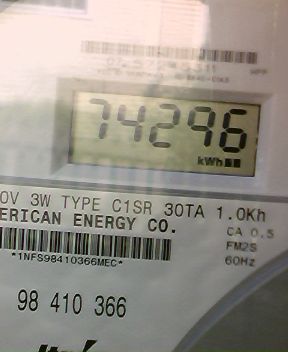 74296
kWh
0V 3W TYPE C1SR 30TA 1.0Kh
ERICAN ENERGY CO.
CA 0.5
FM2S
60Hz
*1NFS98410366MEC*
98 410 366